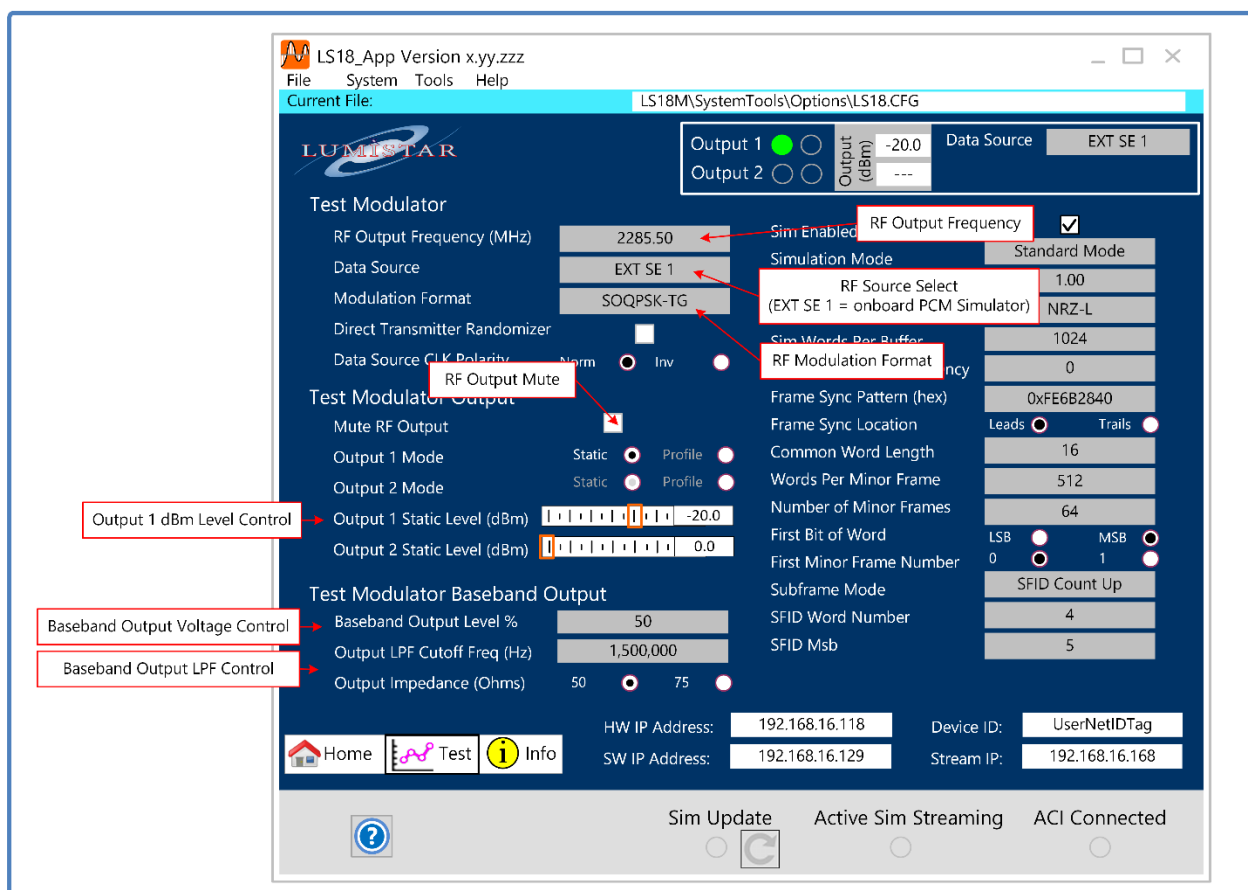 LS18_App Version x.yy.zzz
File System Tools Help
Current File: LS18M\SystemTools\Options\LS18.CFG
LUMISTAR
Output 1
Output 2
Output (dBm)
-20.0
---
Data Source EXT SE 1
Test Modulator
RF Output Frequency (MHz) 2285.50
Data Source EXT SE 1
Modulation Format SOQPSK-TG
Direct Transmitter Randomizer
Data Source CLK Polarity Norm Inv
RF Output Mute
Test Modulator Output
Mute RF Output
Output 1 Mode Static Profile
Output 2 Mode Static Profile
Output 1 dBm Level Control
Output 1 Static Level (dBm) -20.0
Output 2 Static Level (dBm) 0.0
Test Modulator Baseband Output
Baseband Output Voltage Control
Baseband Output Level % 50
Baseband Output LPF Control
Output LPF Cutoff Freq (Hz) 1,500,000
Output Impedance (Ohms) 50 75
RF Output Frequency
Sim Enabled
Simulation Mode Standard Mode
RF Source Select
(EXT SE 1 = onboard PCM Simulator)
1.00
NRZ-L
Sim Words Per Buffer 1024
RF Modulation Format
ncy 0
Frame Sync Pattern (hex) 0xFE6B2840
Frame Sync Location Leads Trails
Common Word Length 16
Words Per Minor Frame 512
Number of Minor Frames 64
First Bit of Word LSB MSB
First Minor Frame Number 0 1
Subframe Mode SFID Count Up
SFID Word Number 4
SFID Msb 5
Home Test Info
HW IP Address: 192.168.16.118 Device ID: UserNetIDTag
SW IP Address: 192.168.16.129 Stream IP: 192.168.16.168
Sim Update Active Sim Streaming ACI Connected